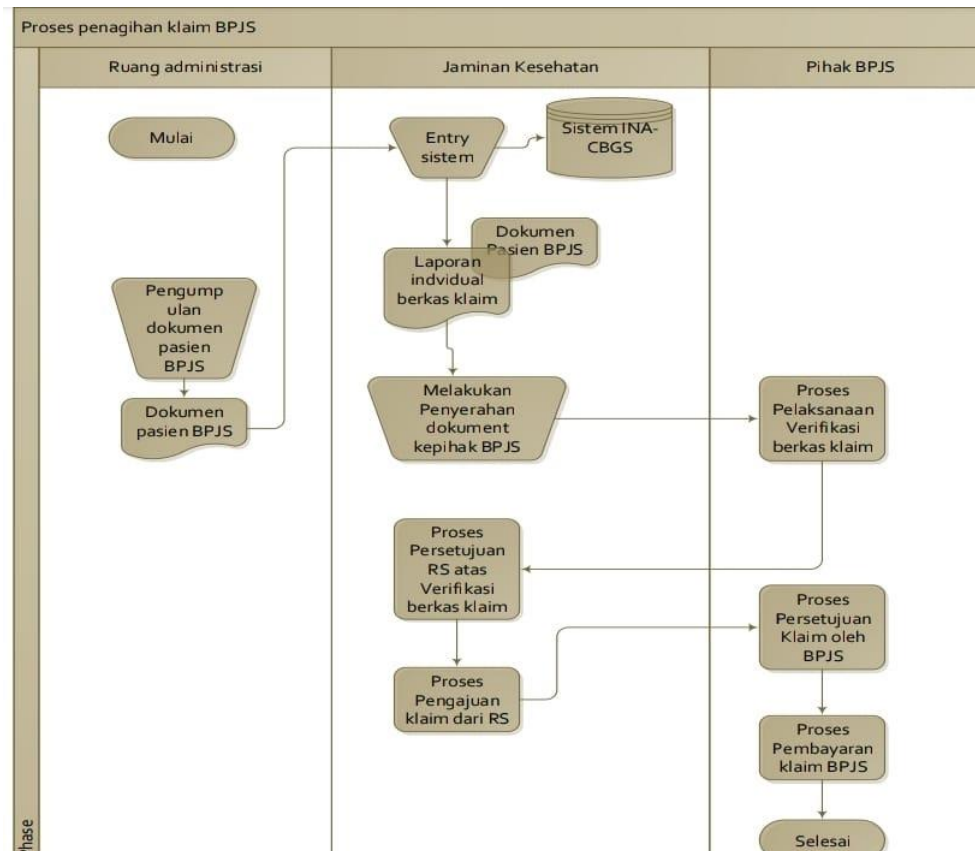 Proses penagihan klaim BPJS
Ruang administrasi
Jaminan Kesehatan
Pihak BPJS
Mulai
Entry
sistem
Sistem INA-
CBGS
Dokumen
Pasien BPJS
Laporan
indvidual
berkas klaim
Pengump
ulan
dokumen
pasien
BPJS
Dokumen
pasien BPJS
Melakukan
Penyerahan
dokument
kepihak BPJS
Proses
Pelaksanaan
Verifikasi
berkas klaim
Proses
Persetujuan
RS atas
Verifikasi
berkas klaim
Proses
Pengajuan
klaim dari RS
Proses
Persetujuan
Klaim oleh
BPJS
Proses
Pembayaran
klaim BPJS
Selesai
Phase